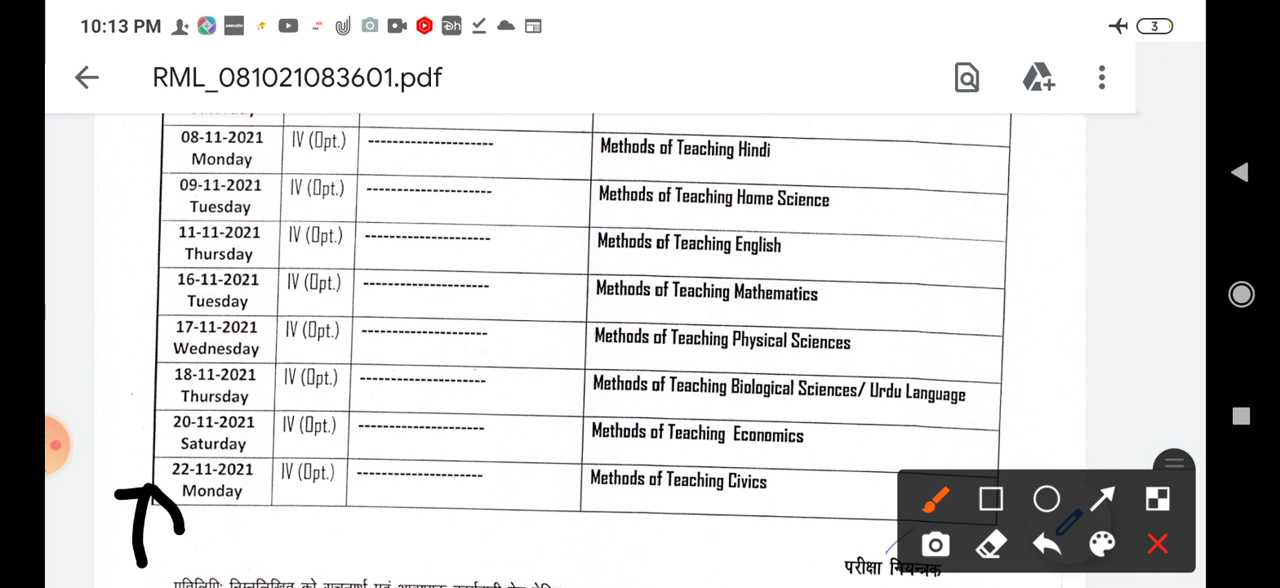 10:13 PM
3
RML_081021083601.pdf
08-11-2021 IV (Opt.) ---------------------- Methods of Teaching Hindi
Monday
09-11-2021 IV (Opt.) ---------------------- Methods of Teaching Home Science
Tuesday
11-11-2021 IV (Opt.) ---------------------- Methods of Teaching English
Thursday
16-11-2021 IV (Opt.) ---------------------- Methods of Teaching Mathematics
Tuesday
17-11-2021 IV (Opt.) ---------------------- Methods of Teaching Physical Sciences
Wednesday
18-11-2021 IV (Opt.) ---------------------- Methods of Teaching Biological Sciences/ Urdu Language
Thursday
20-11-2021 IV (Opt.) ---------------------- Methods of Teaching Economics
Saturday
22-11-2021 IV (Opt.) ---------------------- Methods of Teaching Civics
Monday
परीक्षा नियन्त्रक